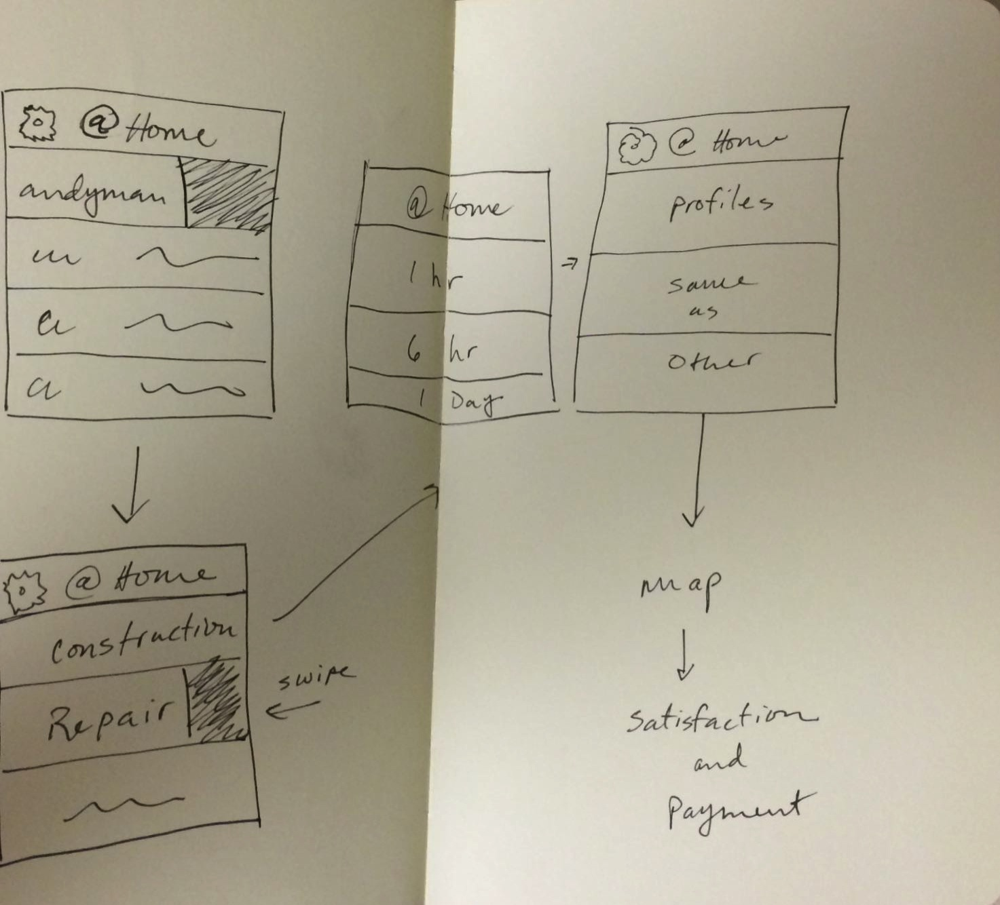 @ Home
andyman
@ Home
Construction
Repair
swipe
@ Home
1 hr
6 hr
1 Day
@ Home
profiles
same
as
Other
map
Satisfaction
and
Payment